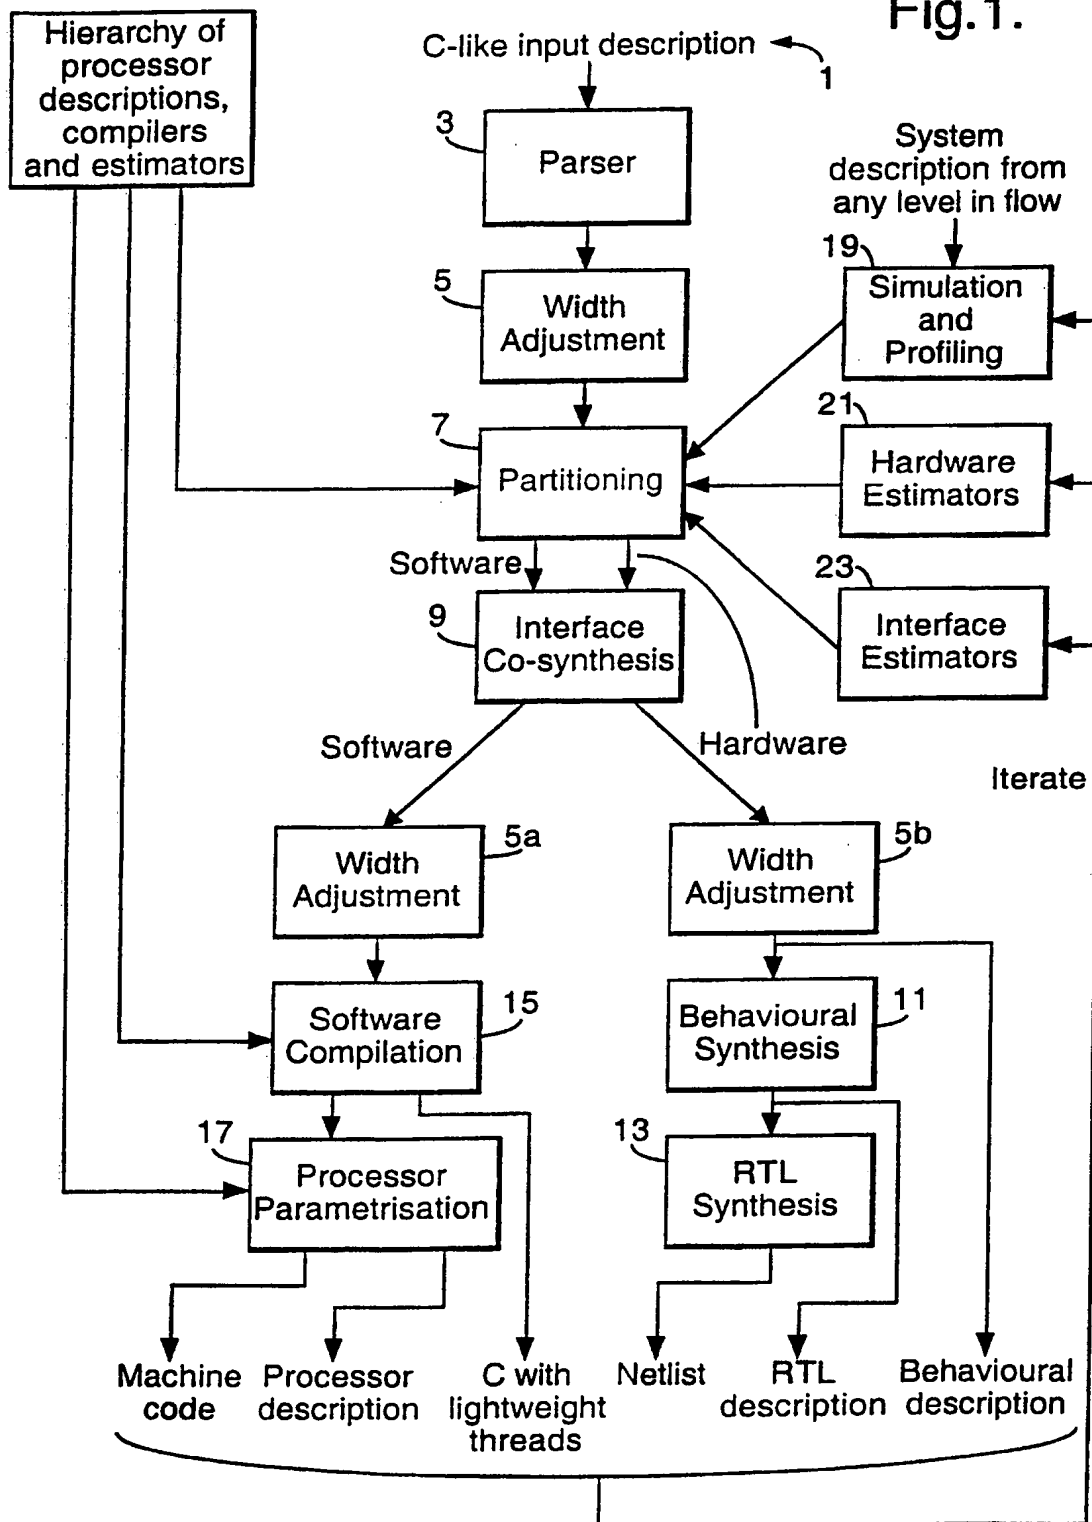 Fig.1.
Hierarchy of
processor
descriptions,
compilers
and estimators
C-like input description
1
3
Parser
System
description from
any level in flow
19
Simulation
and
Profiling
5
Width
Adjustment
7
Partitioning
21
Hardware
Estimators
Software
23
Interface
Estimators
9
Interface
Co-synthesis
Software
Hardware
Iterate
5a
Width
Adjustment
5b
Width
Adjustment
15
Software
Compilation
11
Behavioural
Synthesis
17
Processor
Parametrisation
13
RTL
Synthesis
Machine
code
Processor
description
C with
lightweight
threads
Netlist
RTL
description
Behavioural
description